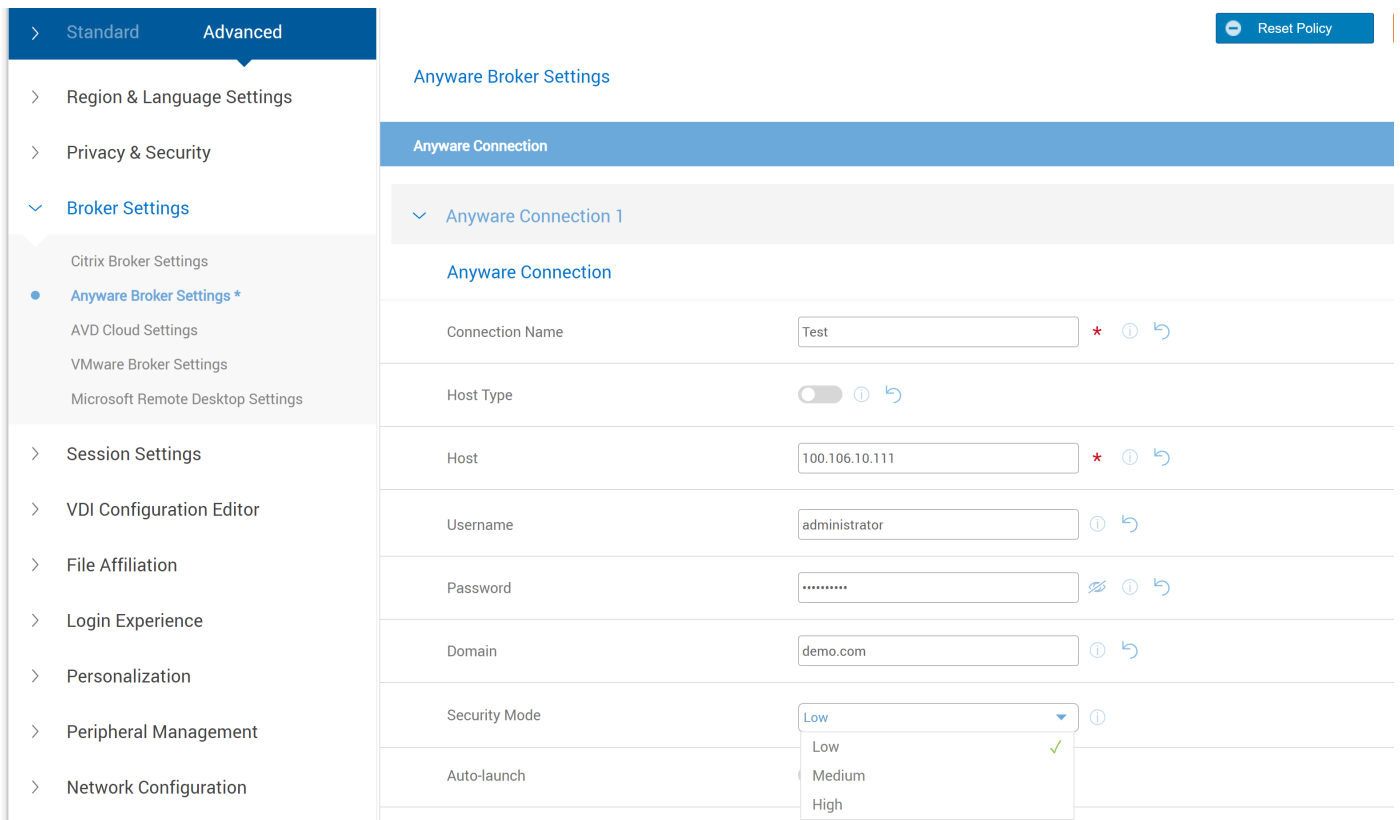 Standard Advanced
Reset Policy
Region & Language Settings
Privacy & Security
Broker Settings
Citrix Broker Settings
Anyware Broker Settings *
AVD Cloud Settings
VMware Broker Settings
Microsoft Remote Desktop Settings
Session Settings
VDI Configuration Editor
File Affiliation
Login Experience
Personalization
Peripheral Management
Network Configuration
Anyware Broker Settings
Anyware Connection
Anyware Connection 1
Anyware Connection
Connection Name Test *
Host Type
Host 100.106.10.111 *
Username administrator
Password ••••••••••
Domain demo.com
Security Mode Low
Low
Medium
High
Auto-launch